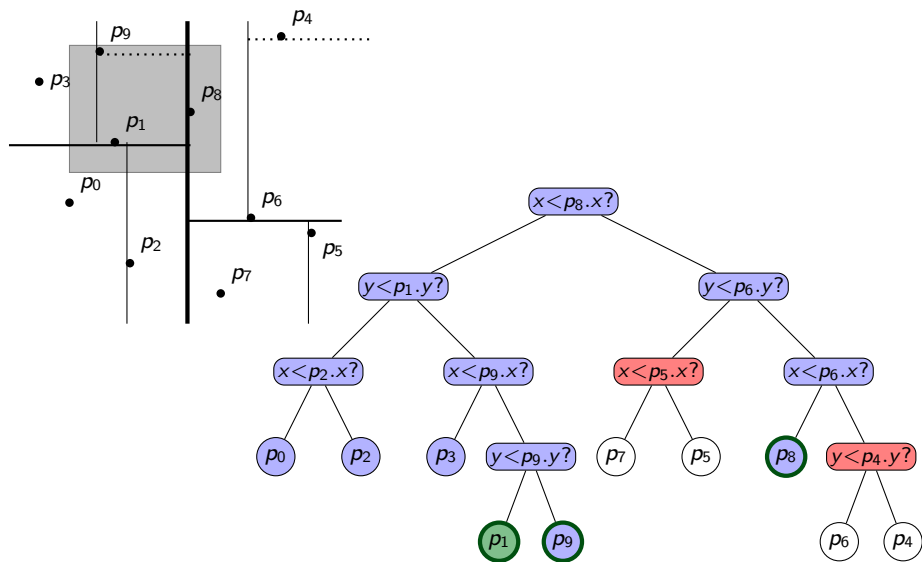 p4
p9
p3
p8
p1
p0
p6
p2
p5
p7
x<p8.x?
y<p1.y?
y<p6.y?
x<p2.x?
x<p9.x?
x<p5.x?
x<p6.x?
p0
p2
p3
y<p9.y?
p7
p5
p8
y<p4.y?
p1
p9
p6
p4